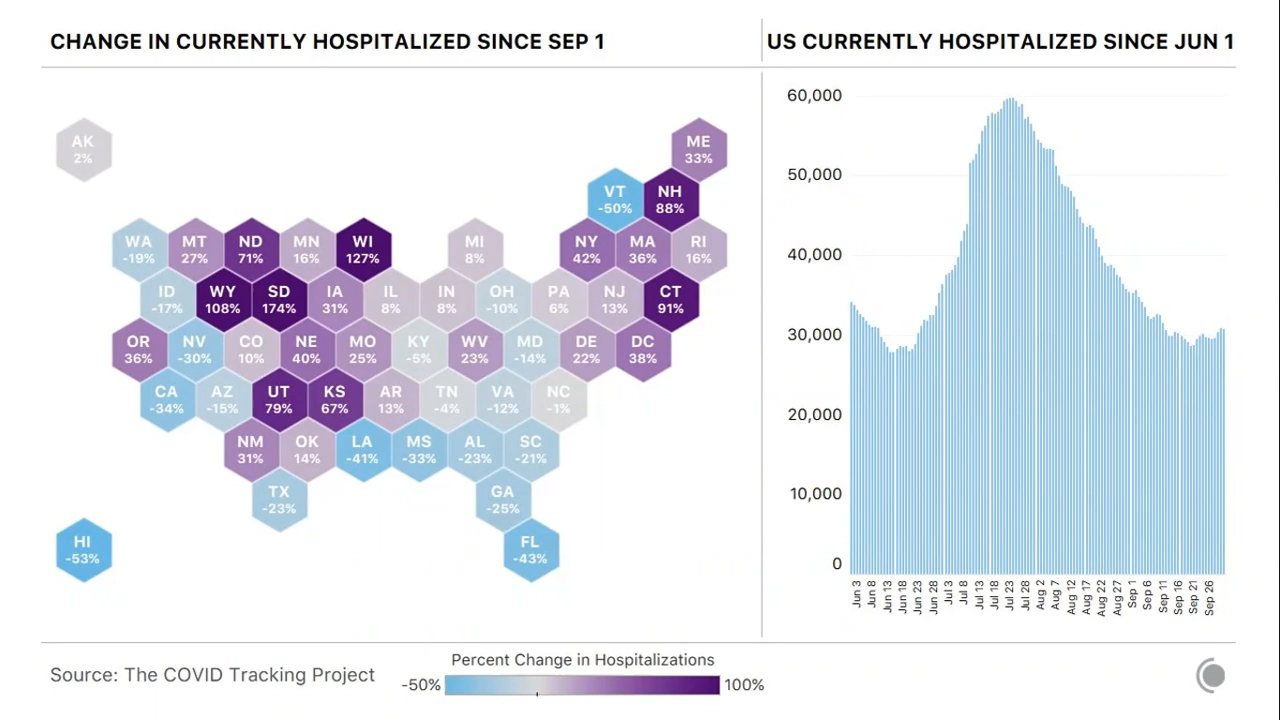 CHANGE IN CURRENTLY HOSPITALIZED SINCE SEP 1
AK
2%
ME
33%
VT
-50%
NH
88%
WA
-19%
MT
27%
ND
71%
MN
16%
WI
127%
MI
8%
NY
42%
MA
36%
RI
16%
ID
-17%
WY
108%
SD
174%
IA
31%
IL
8%
IN
8%
OH
-10%
PA
6%
NJ
13%
CT
91%
OR
36%
NV
-30%
CO
10%
NE
40%
MO
25%
KY
-5%
WV
23%
MD
-14%
DE
22%
DC
38%
CA
-34%
AZ
-15%
UT
79%
KS
67%
AR
13%
TN
-4%
VA
-12%
NC
-1%
NM
31%
OK
14%
LA
-41%
MS
-33%
AL
-23%
SC
-21%
TX
-23%
GA
-25%
HI
-53%
FL
-43%
US CURRENTLY HOSPITALIZED SINCE JUN 1
60,000
50,000
40,000
30,000
20,000
10,000
0
Jun 3
Jun 8
Jun 13
Jun 18
Jun 23
Jun 28
Jul 3
Jul 8
Jul 13
Jul 18
Jul 23
Jul 28
Aug 2
Aug 7
Aug 12
Aug 17
Aug 22
Aug 27
Sep 1
Sep 6
Sep 11
Sep 16
Sep 21
Sep 26
Source: The COVID Tracking Project
Percent Change in Hospitalizations
-50%
100%